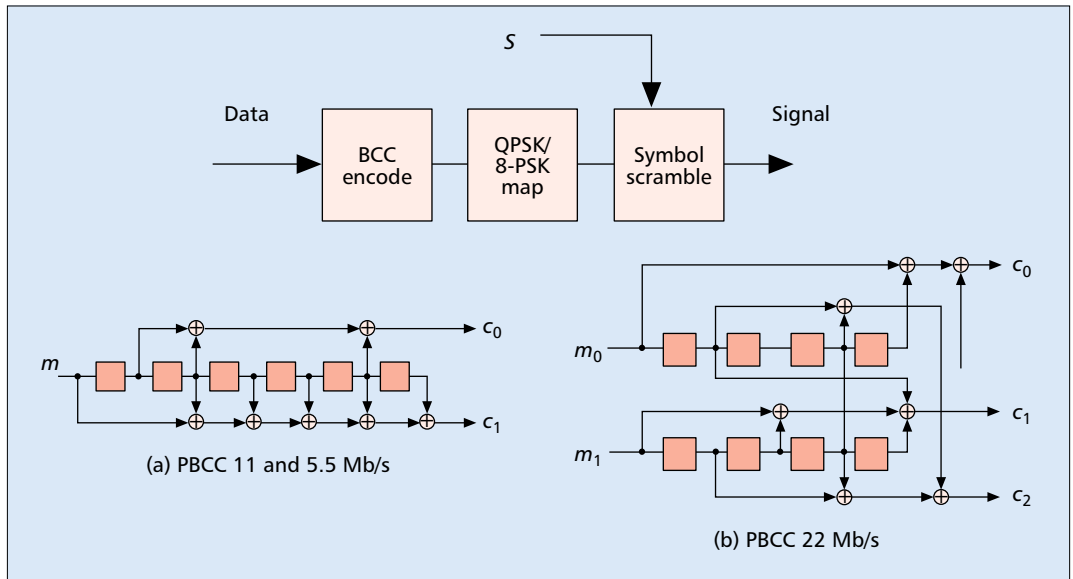 S
Data
Signal
BCC
encode
QPSK/
8-PSK
map
Symbol
scramble
m
c0
c1
(a) PBCC 11 and 5.5 Mb/s
m0
m1
c0
c1
c2
(b) PBCC 22 Mb/s